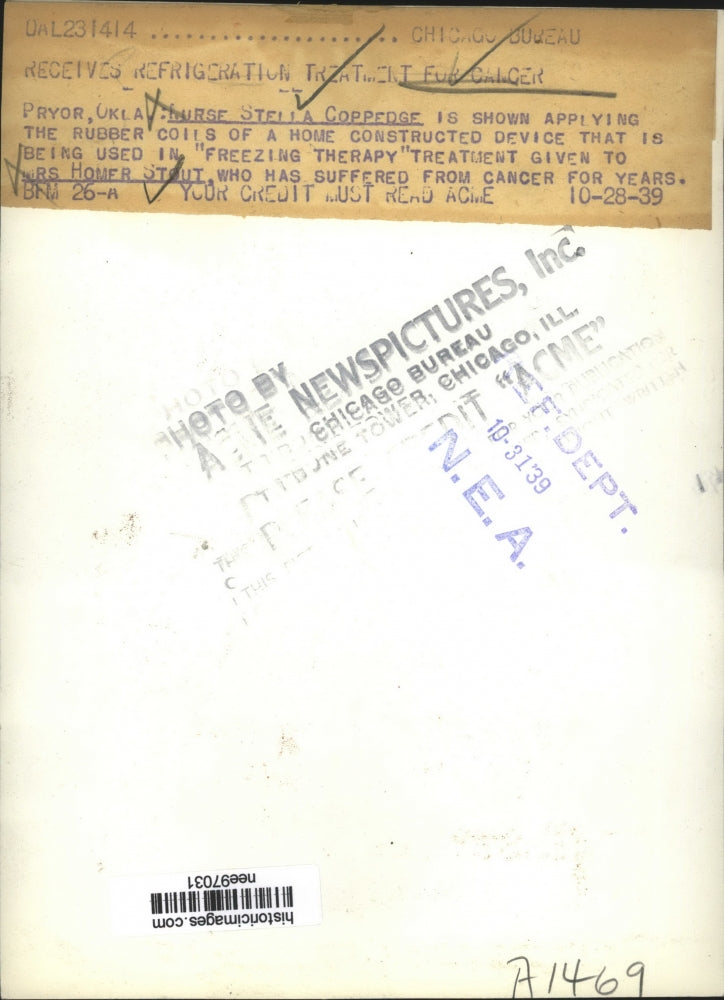 DAL231414 ...................... CHICAGO BUREAU
RECEIVES REFRIGERATION TREATMENT FOR CANCER
PRYOR,OKLA.:NURSE STELLA COPPEDGE IS SHOWN APPLYING
THE RUBBER COILS OF A HOME CONSTRUCTED DEVICE THAT IS
BEING USED IN "FREEZING THERAPY"TREATMENT GIVEN TO
MRS HOMER STOUT,WHO HAS SUFFERED FROM CANCER FOR YEARS.
BFM 26-A YOUR CREDIT MUST READ ACME 10-28-39
PHOTO BY
ACME NEWSPICTURES, Inc.
CHICAGO BUREAU
TRIBUNE TOWER, CHICAGO, ILL.
CREDIT "ACME"
REF. DEPT.
10-31 39
N.E.A.
THIS
historicimages.com
nee97031
A1469